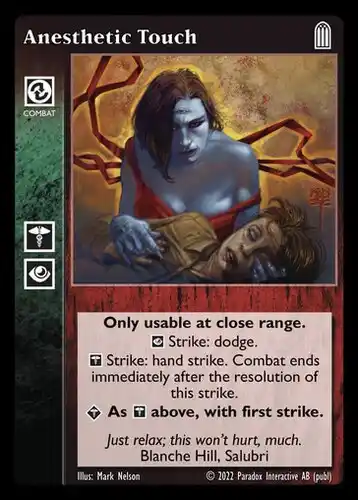 Anesthetic Touch
COMBAT
Only usable at close range.
Strike: dodge.
Strike: hand strike. Combat ends
immediately after the resolution of
this strike.
As above, with first strike.
Just relax; this won't hurt, much.
Blanche Hill, Salubri
Illus: Mark Nelson © 2022 Paradox Interactive AB (publ)